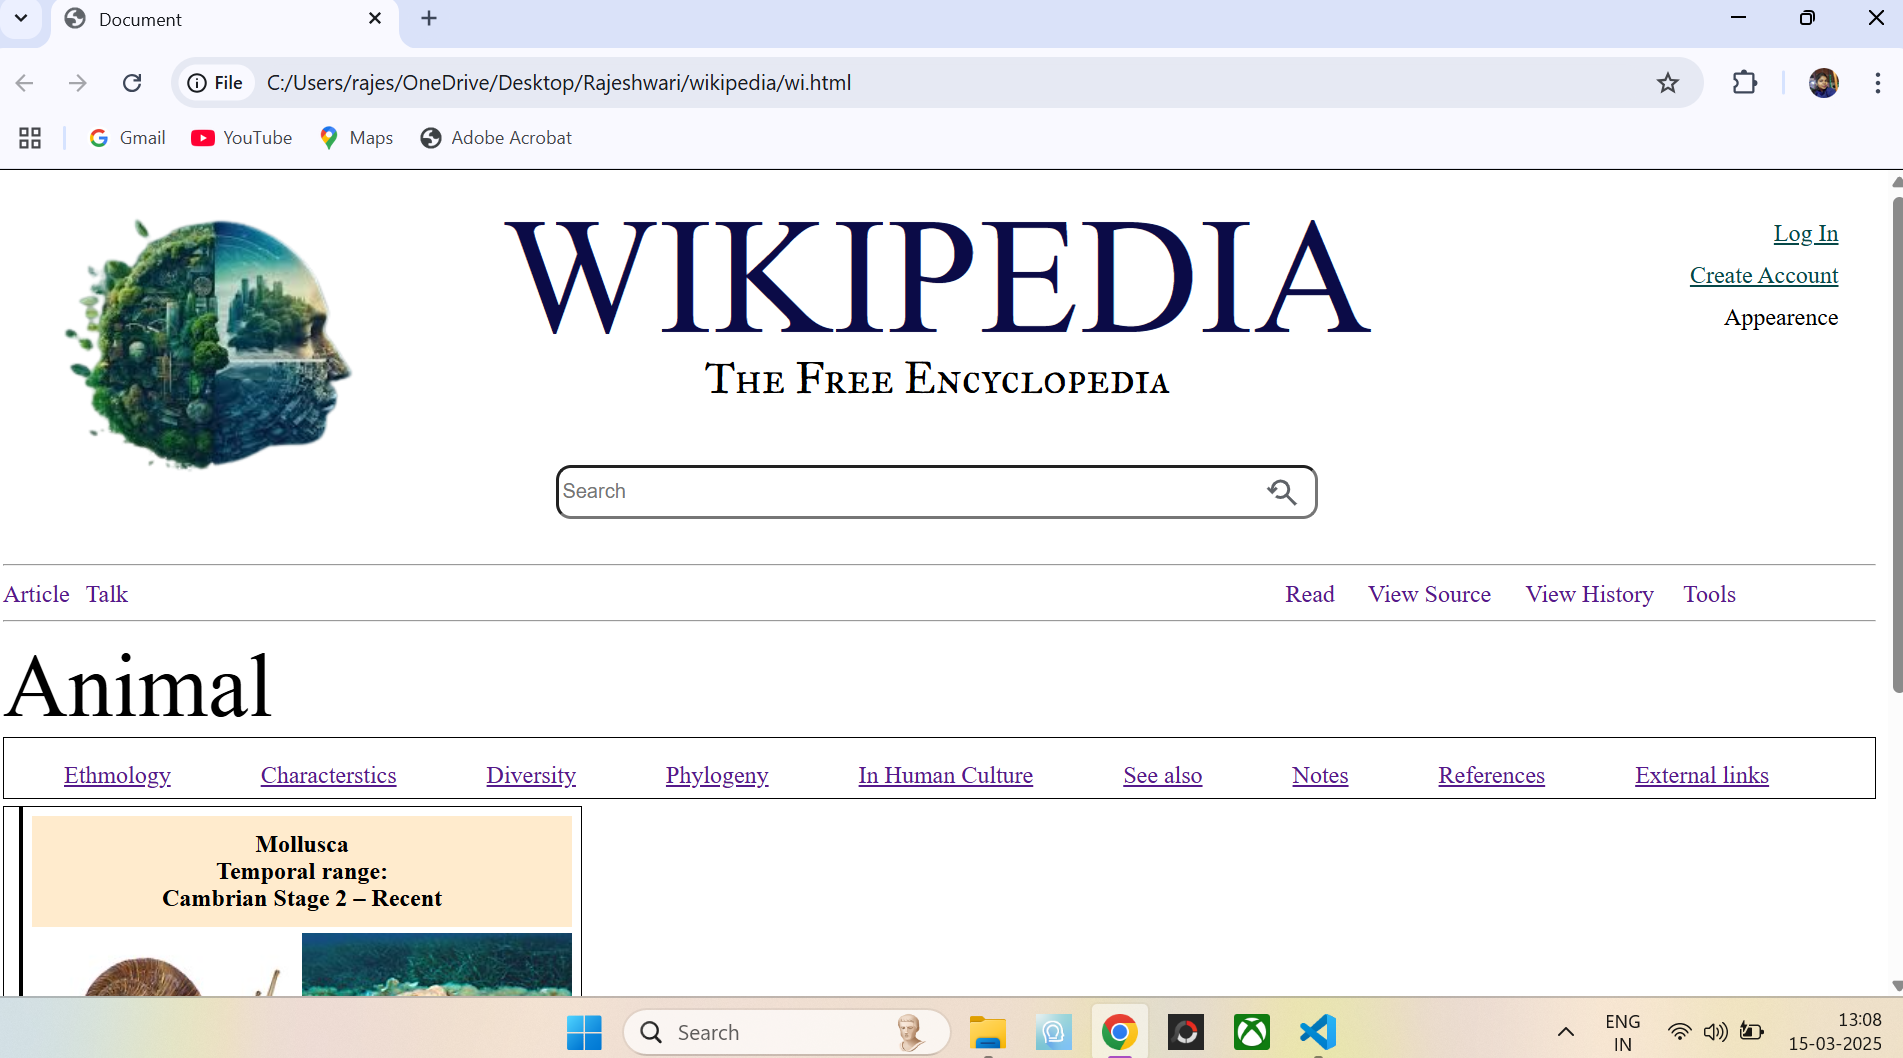 Document
File C:/Users/rajes/OneDrive/Desktop/Rajeshwari/wikipedia/wi.html
Gmail YouTube Maps Adobe Acrobat
WIKIPEDIA
The Free Encyclopedia
Log In
Create Account
Appearence
Search
Article Talk Read View Source View History Tools
Animal
Ethmology Characterstics Diversity Phylogeny In Human Culture See also Notes References External links
Mollusca
Temporal range:
Cambrian Stage 2 – Recent
Search
ENG
IN
13:08
15-03-2025